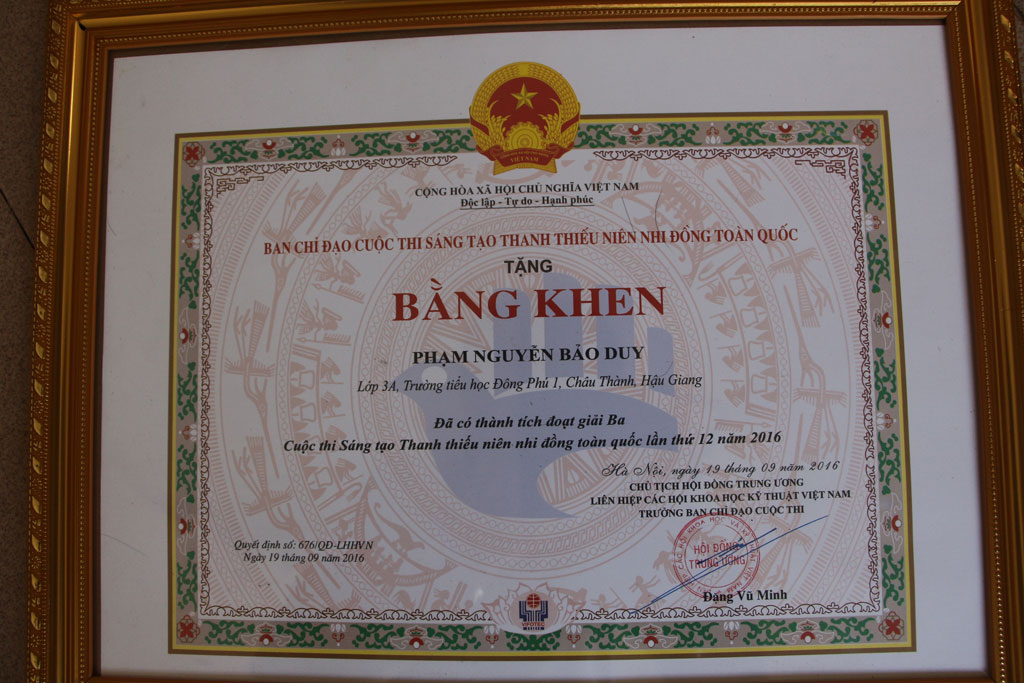 VIỆT NAM
CỘNG HÒA XÃ HỘI CHỦ NGHĨA VIỆT NAM
Độc lập - Tự do - Hạnh phúc
BAN CHỈ ĐẠO CUỘC THI SÁNG TẠO THANH THIẾU NIÊN NHI ĐỒNG TOÀN QUỐC
TẶNG
BẰNG KHEN
PHẠM NGUYỄN BẢO DUY
Lớp 3A, Trường tiểu học Đông Phú 1, Châu Thành, Hậu Giang
Đã có thành tích đoạt giải Ba
Cuộc thi Sáng tạo Thanh thiếu niên nhi đồng toàn quốc lần thứ 12 năm 2016
Hà Nội, ngày 19 tháng 09 năm 2016
CHỦ TỊCH HỘI ĐỒNG TRUNG ƯƠNG
LIÊN HIỆP CÁC HỘI KHOA HỌC KỸ THUẬT VIỆT NAM
TRƯỞNG BAN CHỈ ĐẠO CUỘC THI
HỘI ĐỒNG
TRUNG ƯƠNG
Quyết định số: 676/QĐ-LHHVN
Ngày 19 tháng 09 năm 2016
Đặng Vũ Minh
VIFOTEC